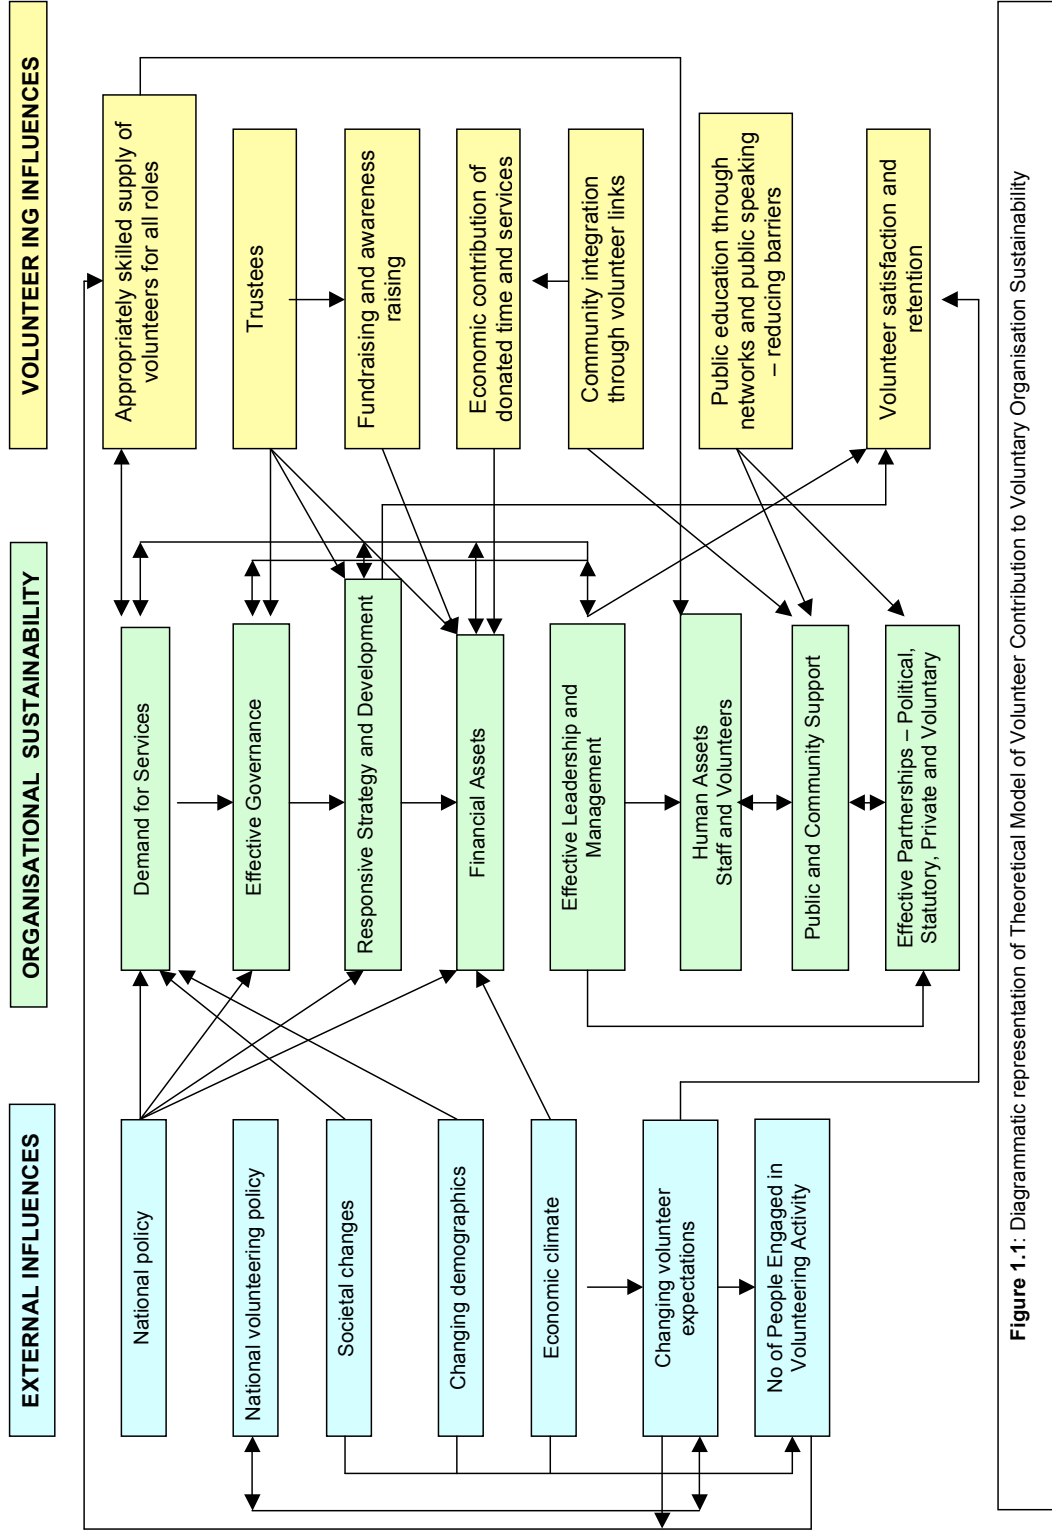 EXTERNAL INFLUENCES
National policy
National volunteering policy
Societal changes
Changing demographics
Economic climate
Changing volunteer
expectations
No of People Engaged in
Volunteering Activity
ORGANISATIONAL SUSTAINABILITY
Demand for Services
Effective Governance
Responsive Strategy and Development
Financial Assets
Effective Leadership and
Management
Human Assets
Staff and Volunteers
Public and Community Support
Effective Partnerships – Political,
Statutory, Private and Voluntary
VOLUNTEER ING INFLUENCES
Appropriately skilled supply of
volunteers for all roles
Trustees
Fundraising and awareness
raising
Economic contribution of
donated time and services
Community integration
through volunteer links
Public education through
networks and public speaking
– reducing barriers
Volunteer satisfaction and
retention
Figure 1.1: Diagrammatic representation of Theoretical Model of Volunteer Contribution to Voluntary Organisation Sustainability